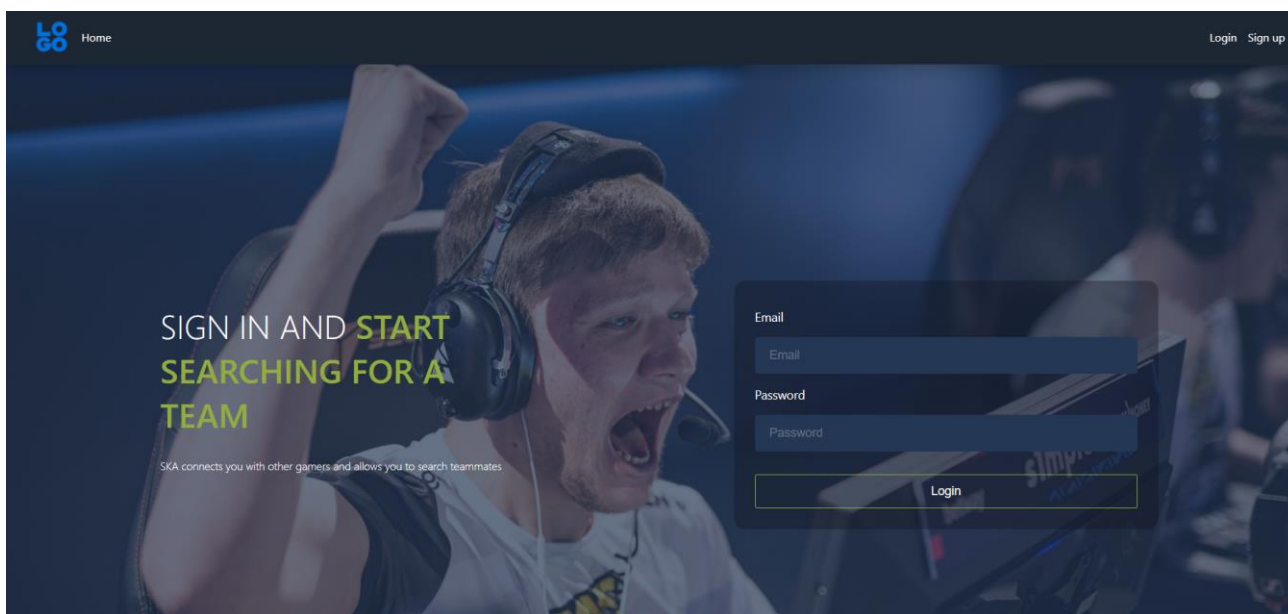 LO
GO
Home
Login Sign up
SIGN IN AND START
SEARCHING FOR A
TEAM
SKA connects you with other gamers and allows you to search teammates
Email
Email
Password
Password
Login
s1mple